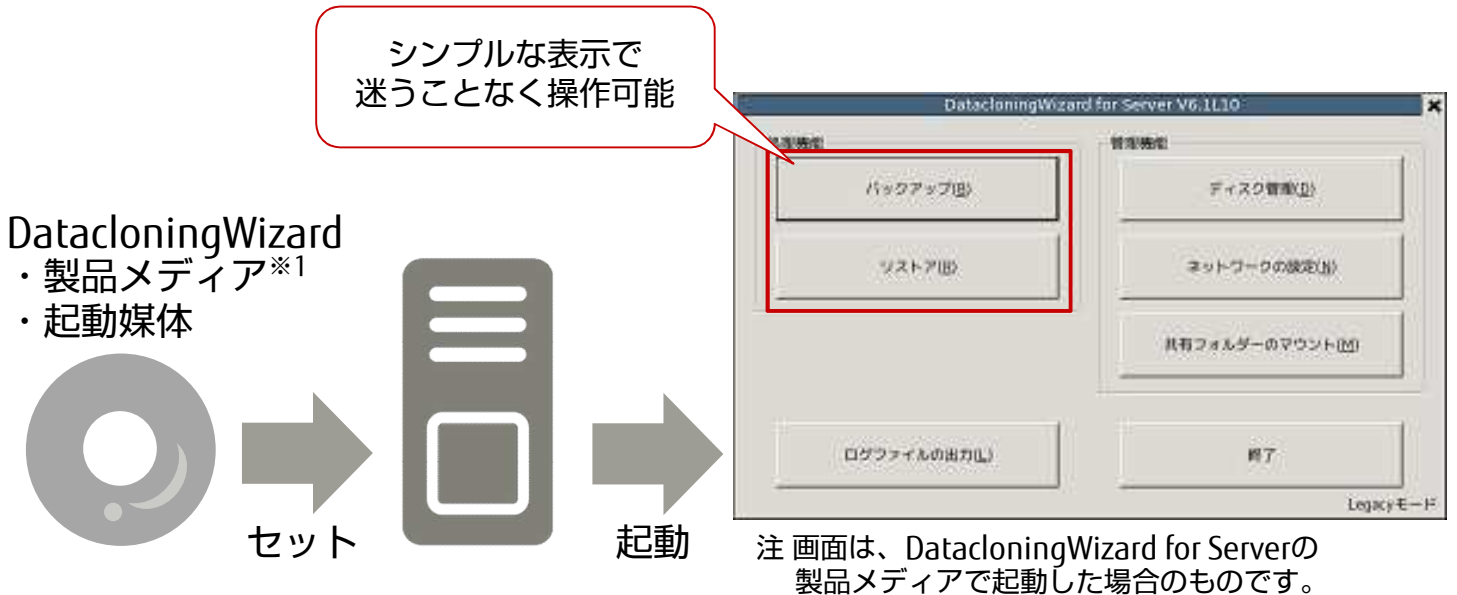 シンプルな表示で
迷うことなく操作可能
DatacloningWizard
・製品メディア※1
・起動媒体
セット
起動
DatacloningWizard for Server V6.1L10
バックアップ(B)
リストア(R)
管理機能
ディスク管理(D)
ネットワークの設定(N)
共有フォルダーのマウント(M)
ログファイルの出力(L)
終了
Legacyモード
注 画面は、DatacloningWizard for Serverの
製品メディアで起動した場合のものです。